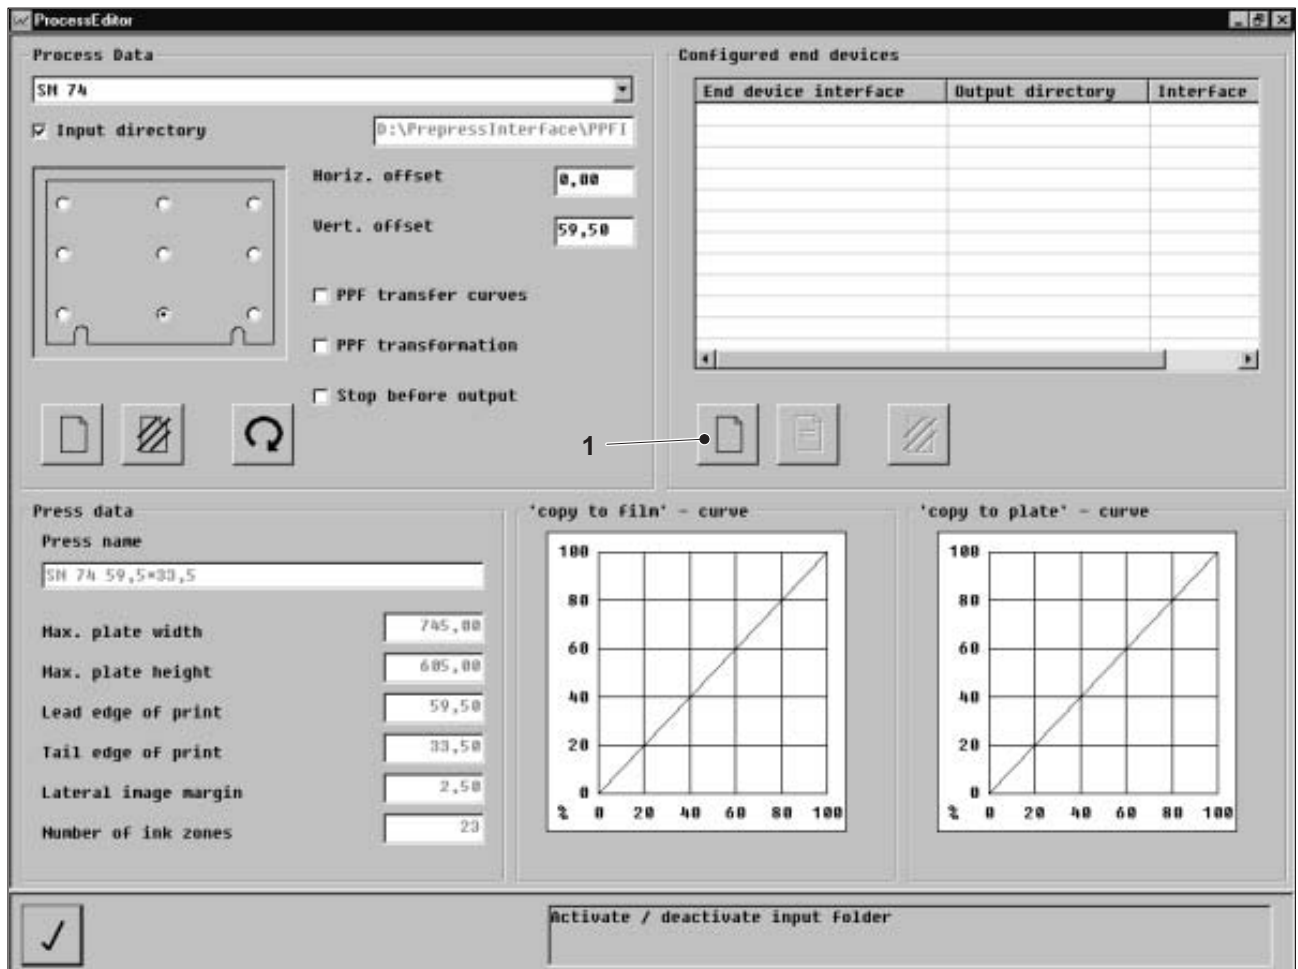 ProcessEditor
Process Data
SM 74
Input directory
D:\PrepressInterface\PPFI
Horiz. offset
0,00
Vert. offset
59,50
PPF transfer curves
PPF transformation
Stop before output
Configured end devices
End device interface Output directory Interface
1
Press data
Press name
SM 74 59,5*33,5
Max. plate width
745,00
Max. plate height
605,00
Lead edge of print
59,50
Tail edge of print
33,50
Lateral image margin
2,50
Number of ink zones
23
'copy to film' - curve
100
80
60
40
20
0
% 0 20 40 60 80 100
'copy to plate' - curve
100
80
60
40
20
0
% 0 20 40 60 80 100
Activate / deactivate input folder